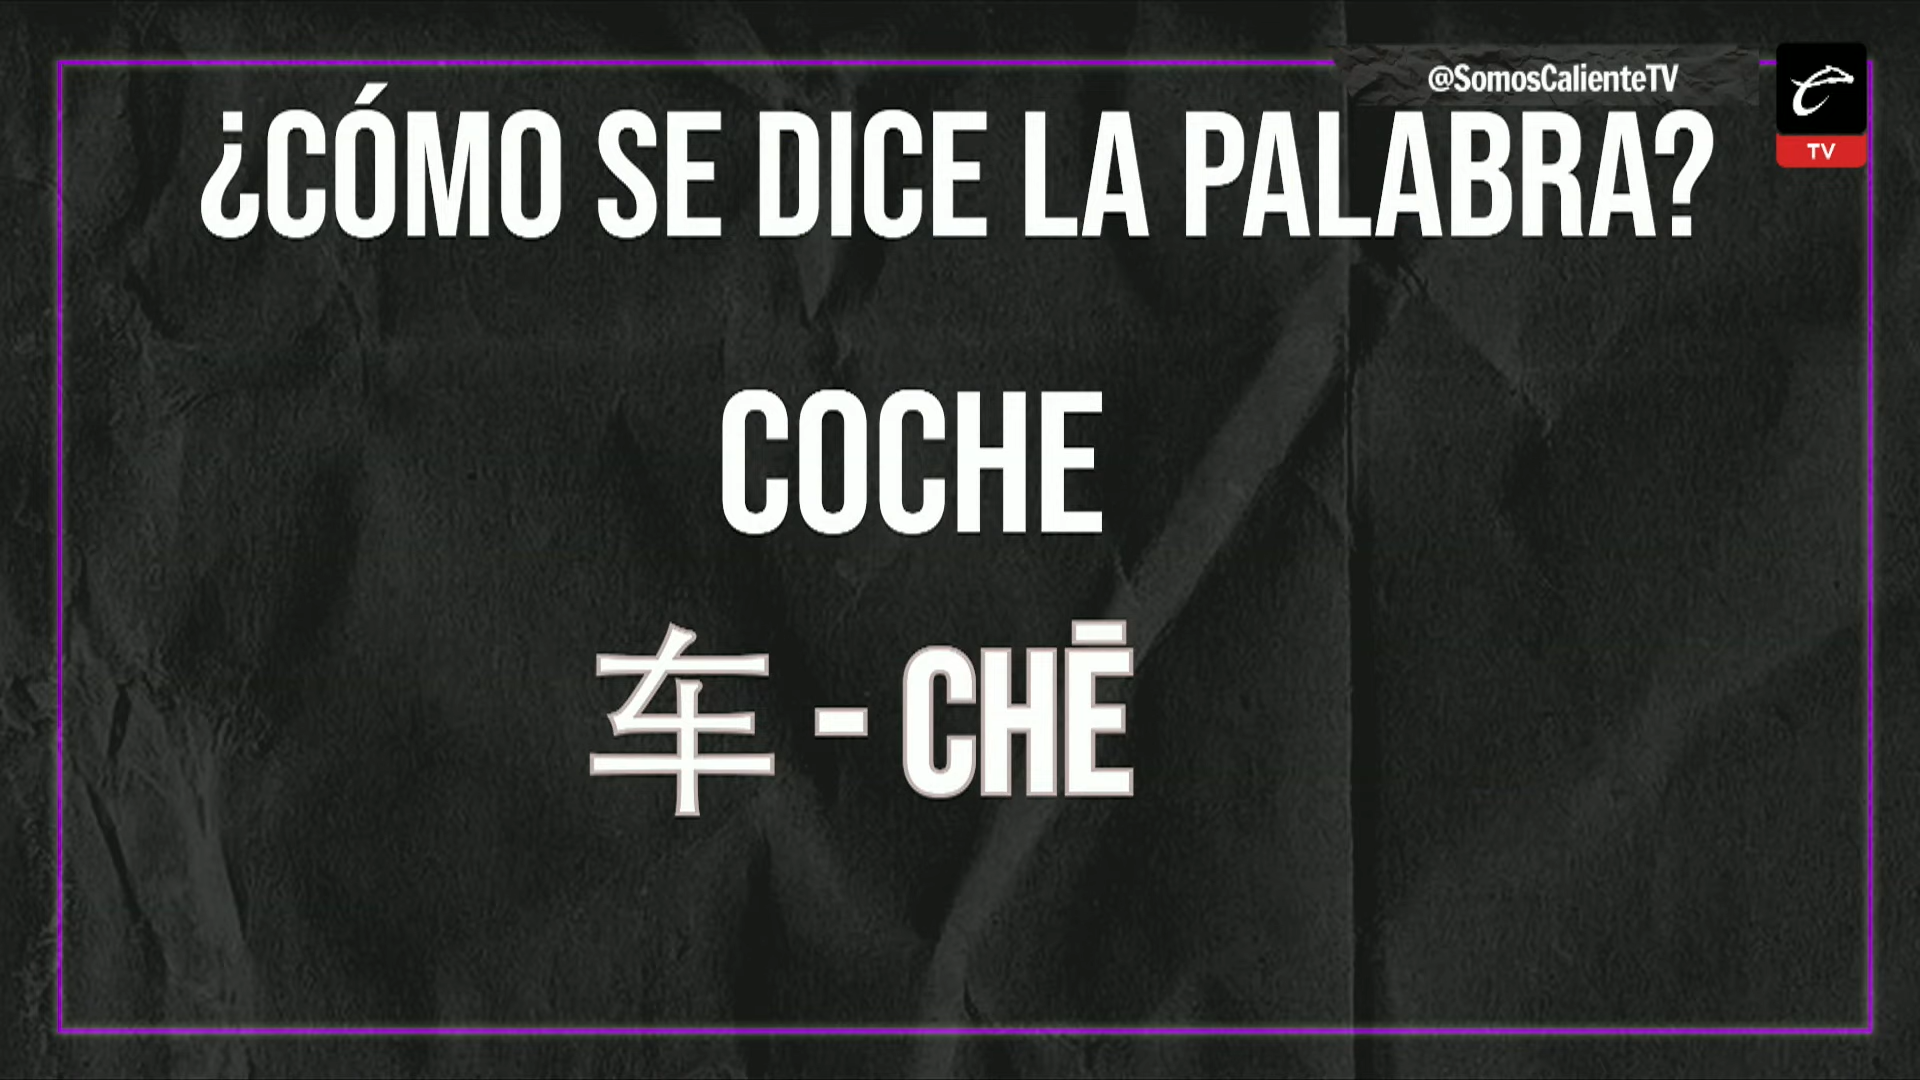 @SomosCalienteTV
TV
¿CÓMO SE DICE LA PALABRA?
COCHE
车 - CHĒ